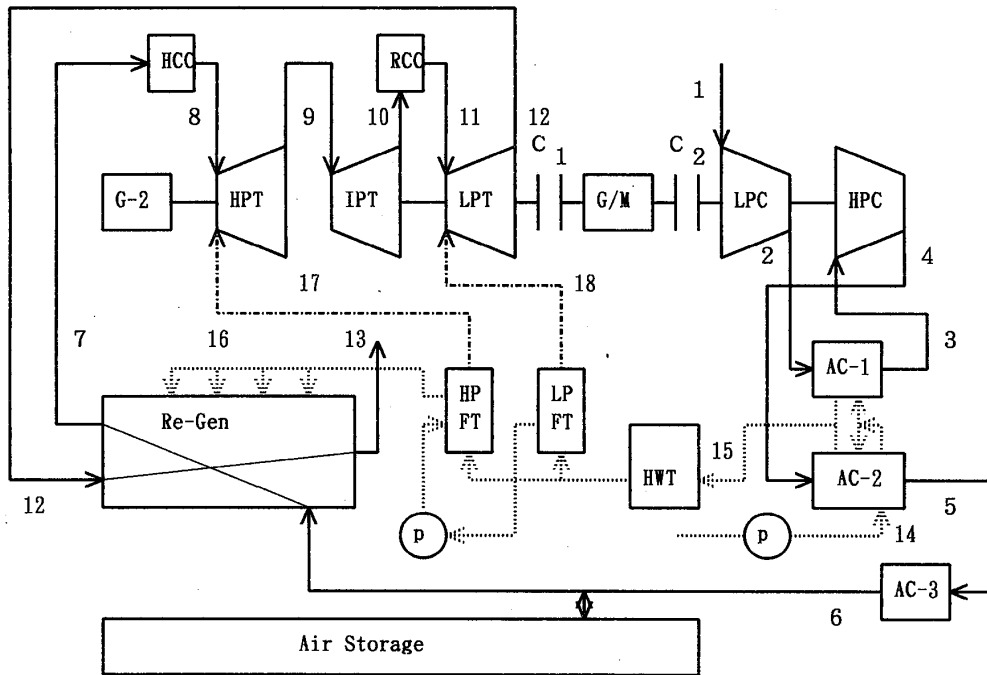 HCC
RCC
1
8
9
10
11
12
C
1
C
2
G-2
HPT
IPT
LPT
G/M
LPC
HPC
2
4
17
18
7
16
13
3
AC-1
HP
FT
LP
FT
Re-Gen
15
HWT
AC-2
12
5
p
p
14
AC-3
6
Air Storage